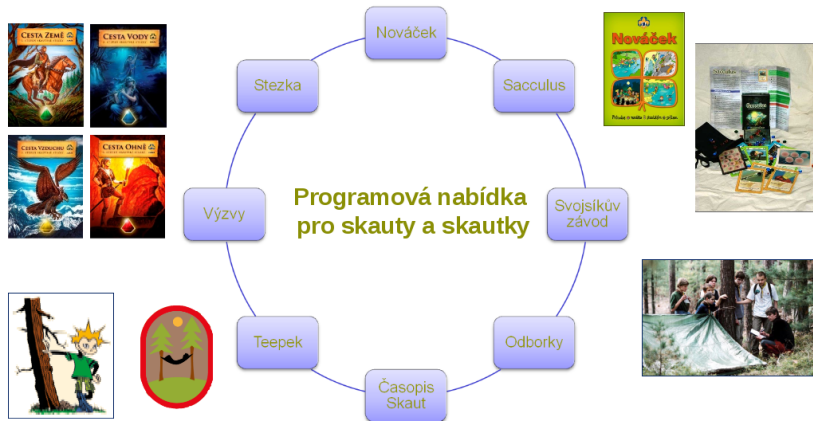 Nováček
Sacculus
Svojsíkův
závod
Odborky
Časopis
Skaut
Teepek
Výzvy
Stezka
Programová nabídka
pro skauty a skautky
CESTA ZEMĚ
CESTA VODY
CESTA VZDUCHU
CESTA OHNĚ
Nováček